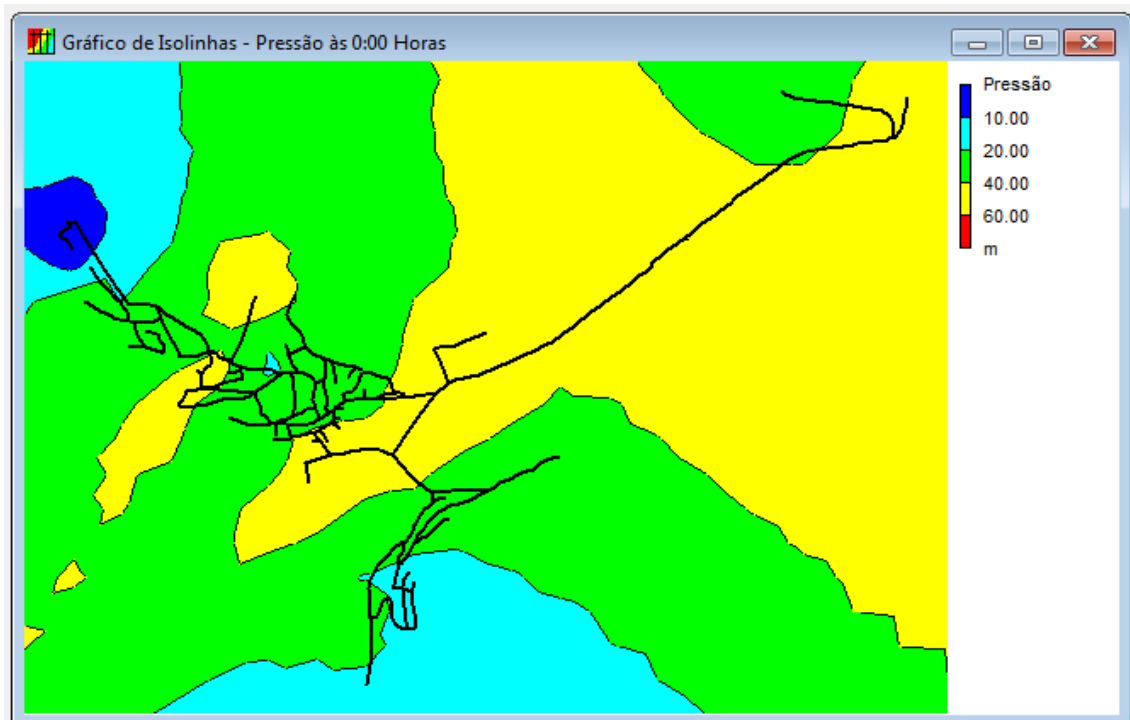 Gráfico de Isolinhas - Pressão às 0:00 Horas
Pressão
10.00
20.00
40.00
60.00
m